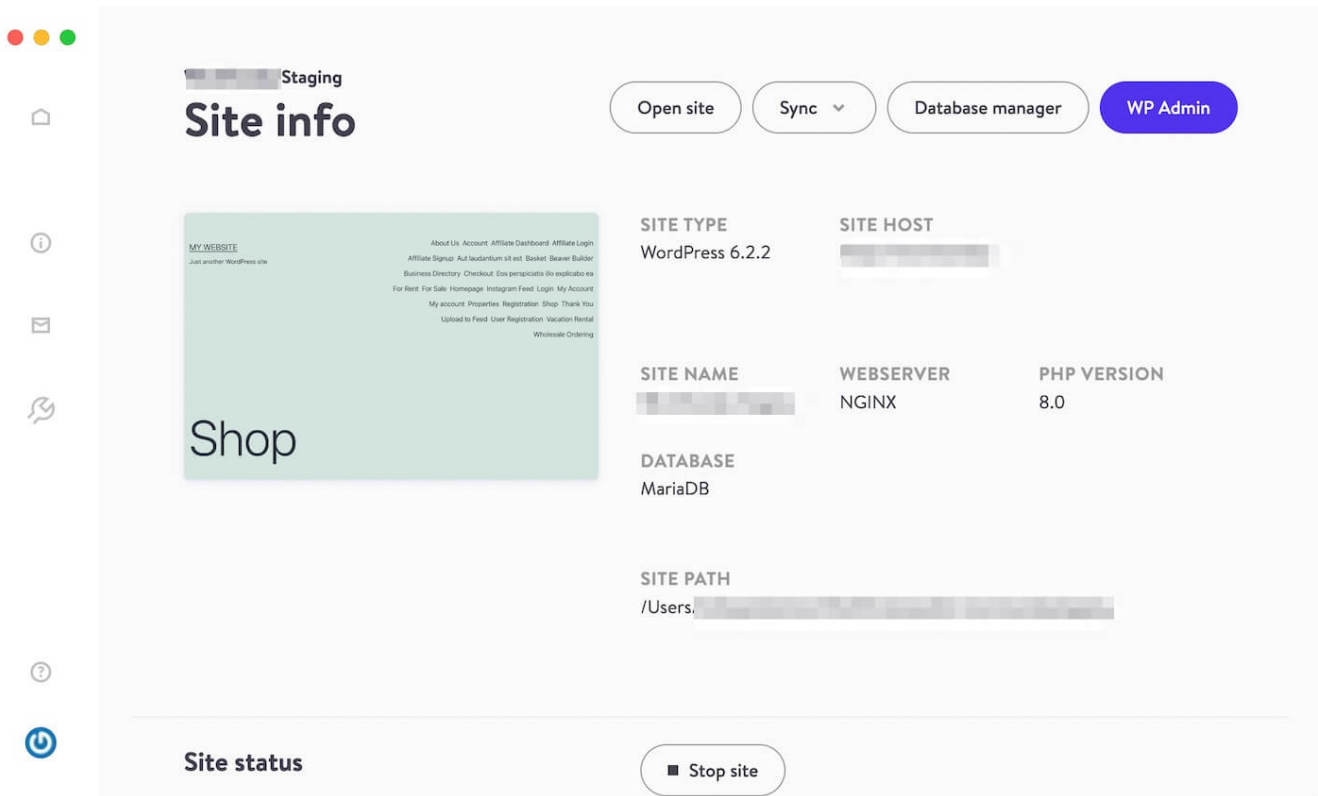 Staging
Site info
Open site
Sync
Database manager
WP Admin
MY WEBSITE
Just another WordPress site
About Us Account Affiliate Dashboard Affiliate Login
Affiliate Signup Aut laudantium sit est Basket Beaver Builder
Business Directory Checkout Eos perspiciatis illo explicabo ea
For Rent For Sale Homepage Instagram Feed Login My Account
My account Properties Registration Shop Thank You
Upload to Feed User Registration Vacation Rental
Wholesale Ordering
Shop
SITE TYPE
WordPress 6.2.2
SITE HOST
SITE NAME
WEBSERVER
NGINX
PHP VERSION
8.0
DATABASE
MariaDB
SITE PATH
/Users
Site status
Stop site